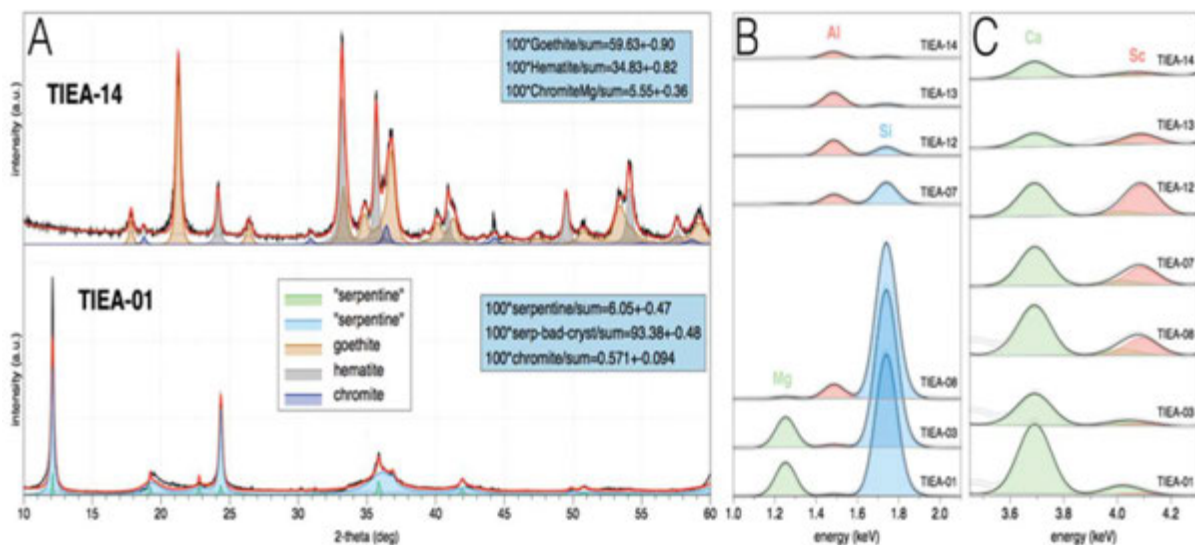 A
TIEA-14
100*Goethite/sum=59.63+-0.90
100*Hematite/sum=34.83+-0.82
100*ChromiteMg/sum=5.55+-0.36
intensity (a.u.)
TIEA-01
"serpentine"
"serpentine"
goethite
hematite
chromite
100*serpentine/sum=6.05+-0.47
100*serp-bad-cryst/sum=93.38+-0.48
100*chromite/sum=0.571+-0.094
intensity (a.u.)
10 15 20 25 30 35 40 45 50 55 60
2-theta (deg)
B
Al
TIEA-14
TIEA-13
Si
TIEA-12
TIEA-07
Mg
TIEA-08
TIEA-03
TIEA-01
1.0 1.2 1.4 1.6 1.8 2.0
energy (keV)
C
Ca
Sc
TIEA-14
TIEA-13
TIEA-12
TIEA-07
TIEA-08
TIEA-03
TIEA-01
3.6 3.8 4.0 4.2
energy (keV)